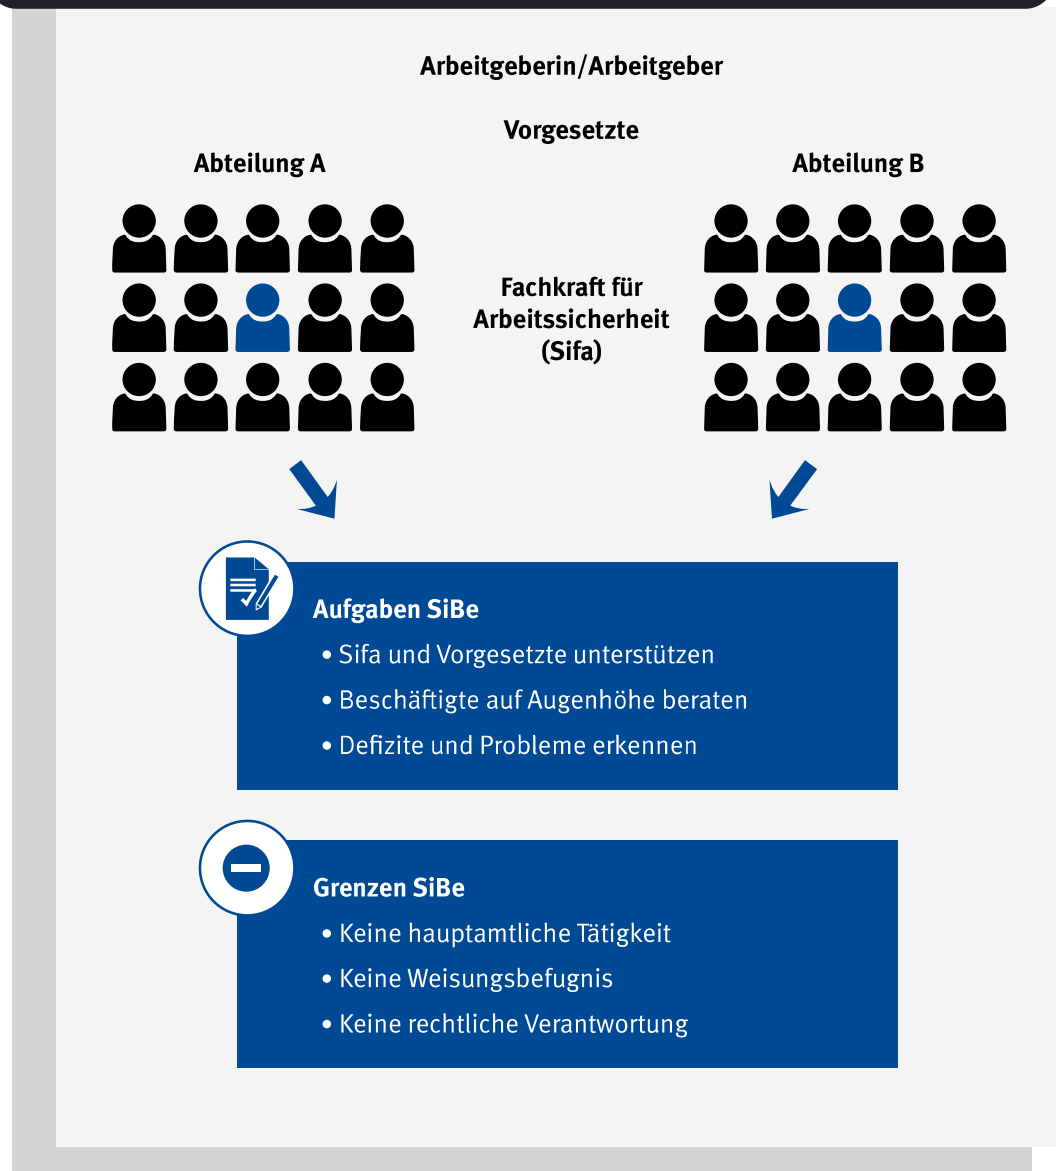 Arbeitgeberin/Arbeitgeber
Vorgesetzte
Abteilung A
Abteilung B
Fachkraft für
Arbeitssicherheit
(Sifa)
Aufgaben SiBe
• Sifa und Vorgesetzte unterstützen
• Beschäftigte auf Augenhöhe beraten
• Defizite und Probleme erkennen
Grenzen SiBe
• Keine hauptamtliche Tätigkeit
• Keine Weisungsbefugnis
• Keine rechtliche Verantwortung